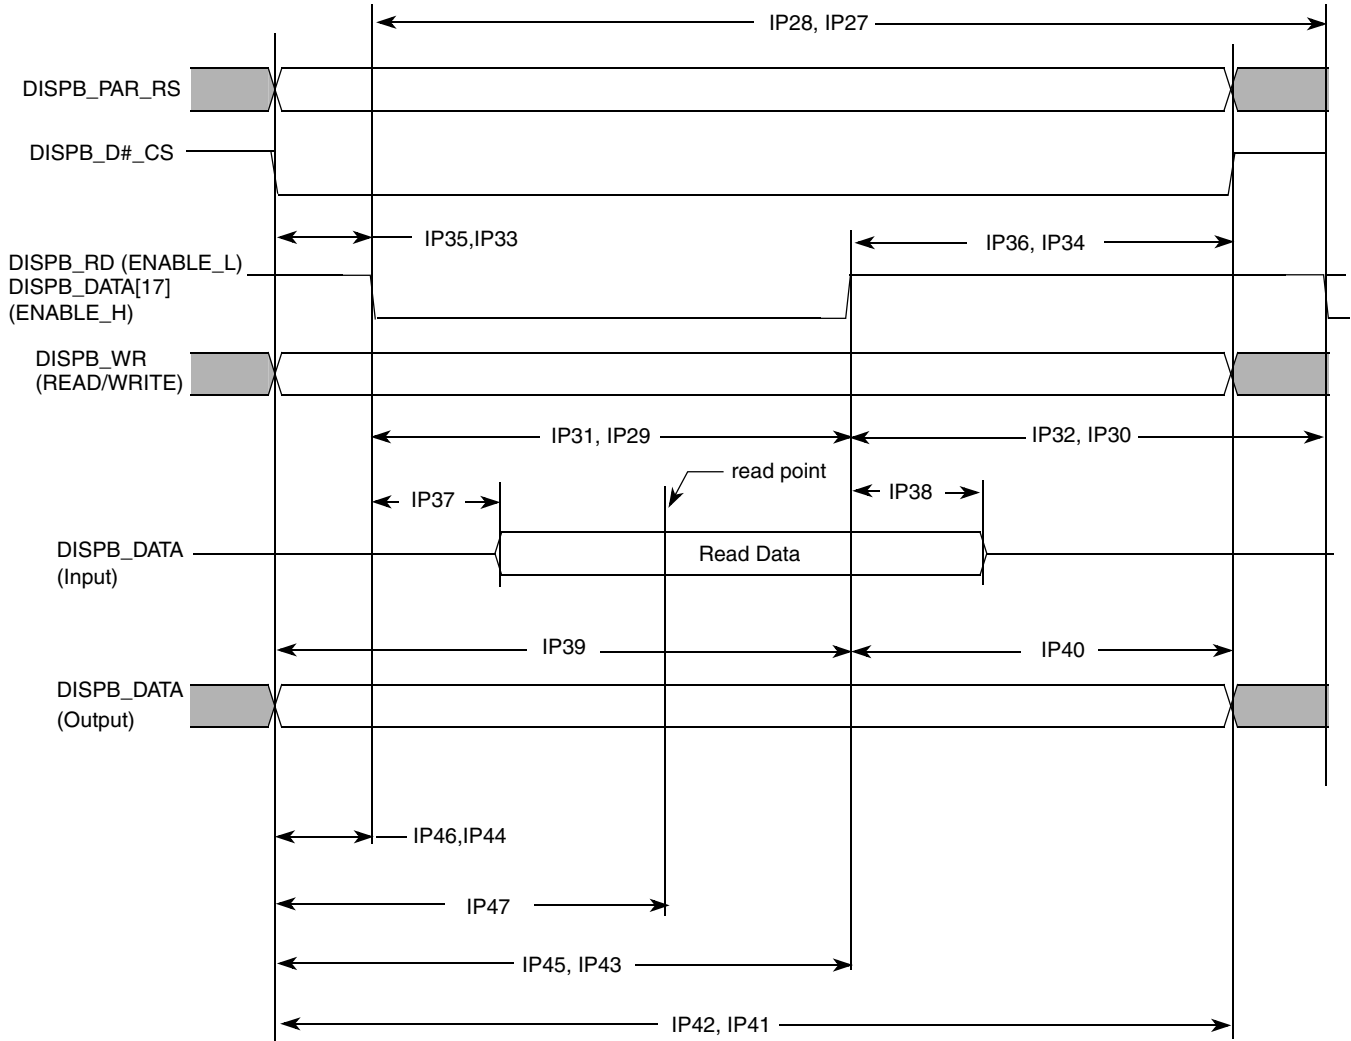 IP28, IP27
DISPB_PAR_RS
DISPB_D#_CS
IP35,IP33
IP36, IP34
DISPB_RD (ENABLE_L)
DISPB_DATA[17]
(ENABLE_H)
DISPB_WR
(READ/WRITE)
IP31, IP29
IP32, IP30
read point
IP37
IP38
DISPB_DATA
(Input)
Read Data
IP39
IP40
DISPB_DATA
(Output)
IP46,IP44
IP47
IP45, IP43
IP42, IP41